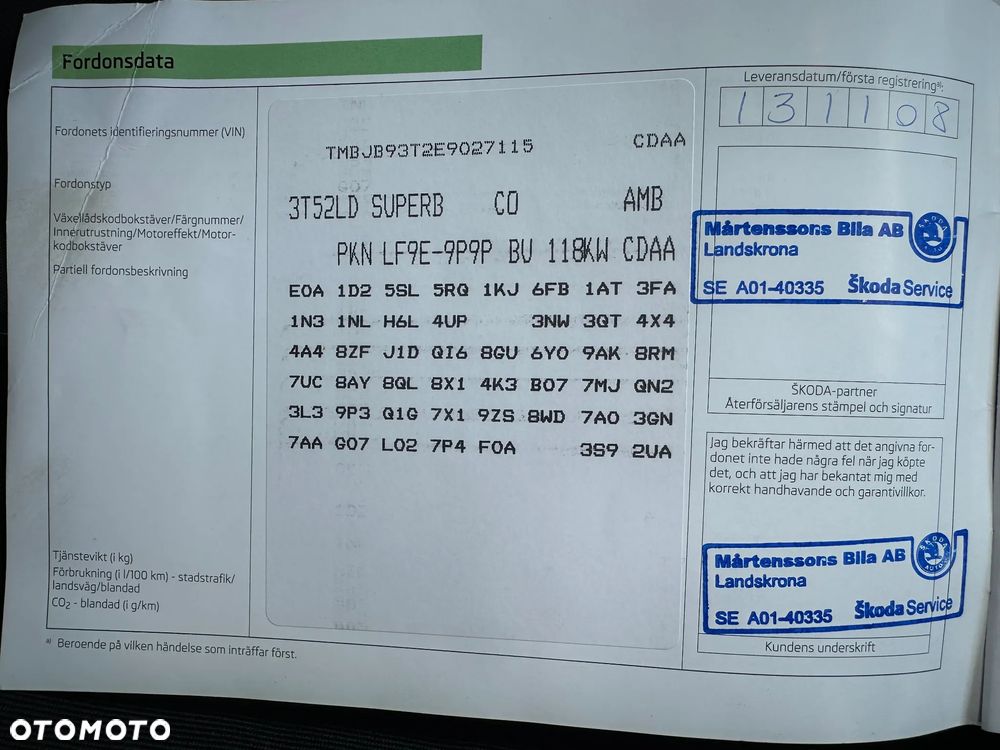 Fordonsdata
Fordonets identifieringsnummer (VIN)
Fordonstyp
Växellådskodbokstäver/Färgnummer/
Innerutrustning/Motoreffekt/Motor-
kodbokstäver
Partiell fordonsbeskrivning
Tjänstevikt (i kg)
Förbrukning (i l/100 km) - stadstrafik/
landsväg/blandad
CO2 - blandad (i g/km)
a) Beroende på vilken händelse som inträffar först.
TMBJB93T2E9027115 CDAA
3T52LD SUPERB CO AMB
PKN LF9E-9P9P BU 118KW CDAA
E0A 1D2 5SL 5RQ 1KJ 6FB 1AT 3FA
1N3 1NL H6L 4UP 3NW 3QT 4X4
4A4 8ZF J1D QI6 8GU 6Y0 9AK 8RM
7UC 8AY 8QL 8X1 4K3 B07 7MJ QN2
3L3 9P3 Q1G 7X1 9ZS 8WD 7A0 3GN
7AA G07 L02 7P4 F0A 3S9 2UA
Leveransdatum/första registrering a):
131108
Mårtenssons Bila AB
Landskrona
SE A01-40335 Škoda Service
ŠKODA
ŠKODA-partner
Återförsäljarens stämpel och signatur
Jag bekräftar härmed att det angivna for-
donet inte hade några fel när jag köpte
det, och att jag har bekantat mig med
korrekt handhavande och garantivillkor.
Mårtenssons Bila AB
Landskrona
SE A01-40335 Škoda Service
ŠKODA
AUTO
Kundens underskrift
OTOMOTO